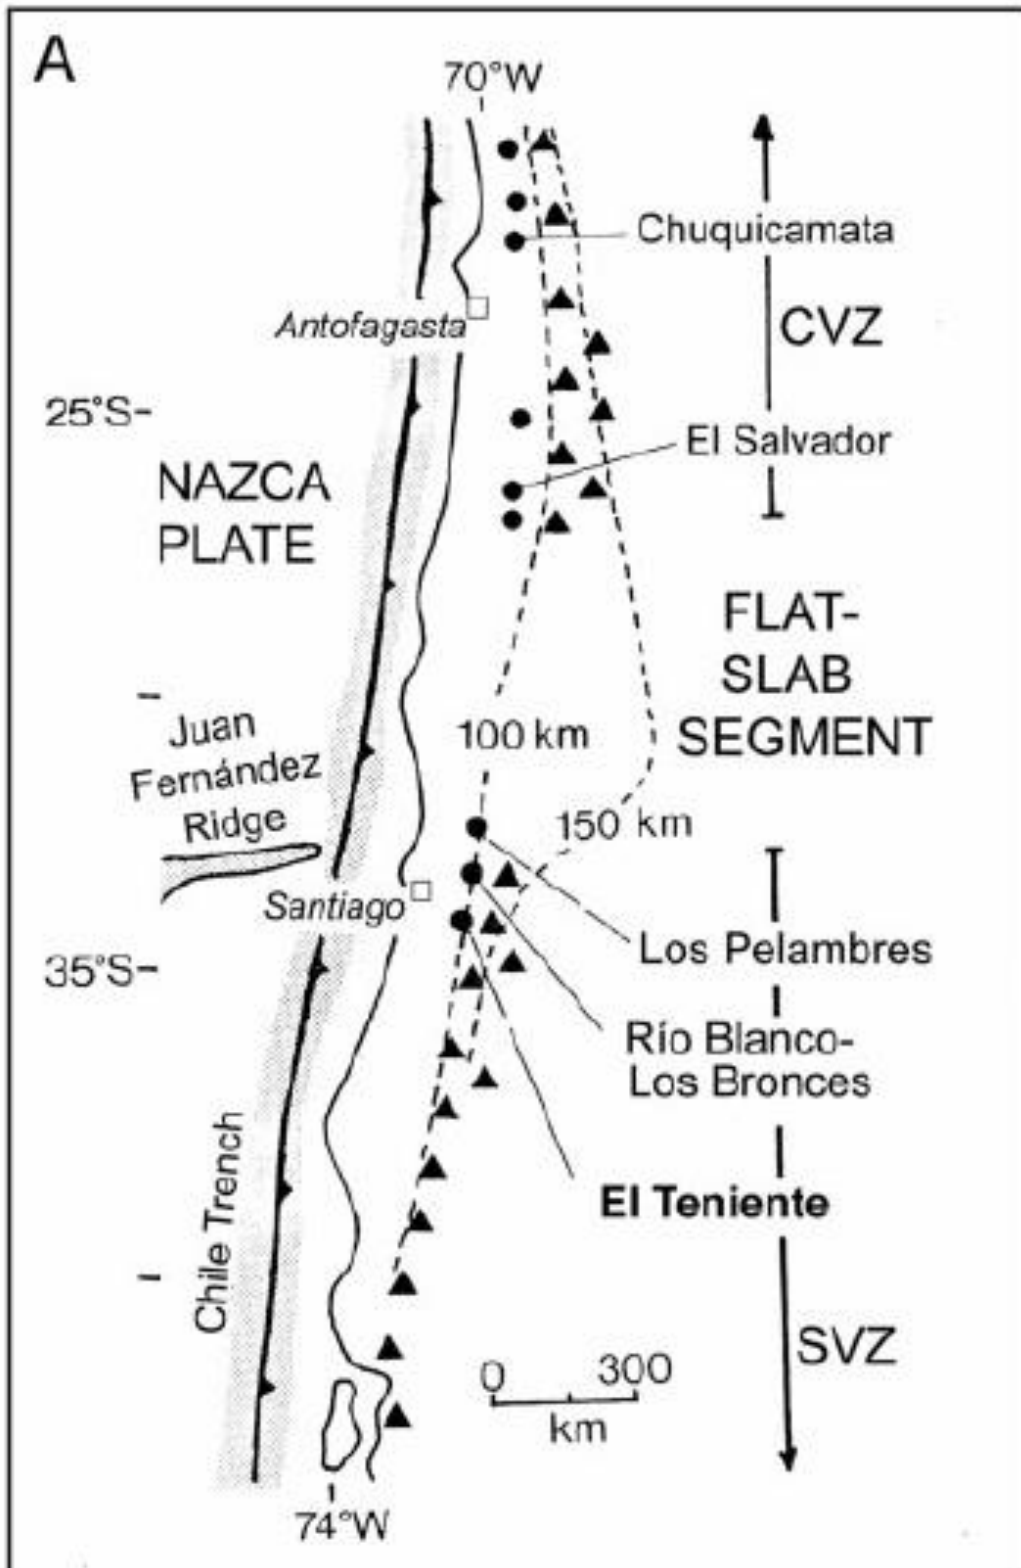 A
70°W
Chuquicamata
Antofagasta
CVZ
25°S-
El Salvador
NAZCA
PLATE
FLAT-
SLAB
SEGMENT
Juan
Fernández
Ridge
100 km
150 km
Santiago
Los Pelambres
35°S-
Río Blanco-
Los Bronces
El Teniente
Chile Trench
SVZ
0 300
km
74°W